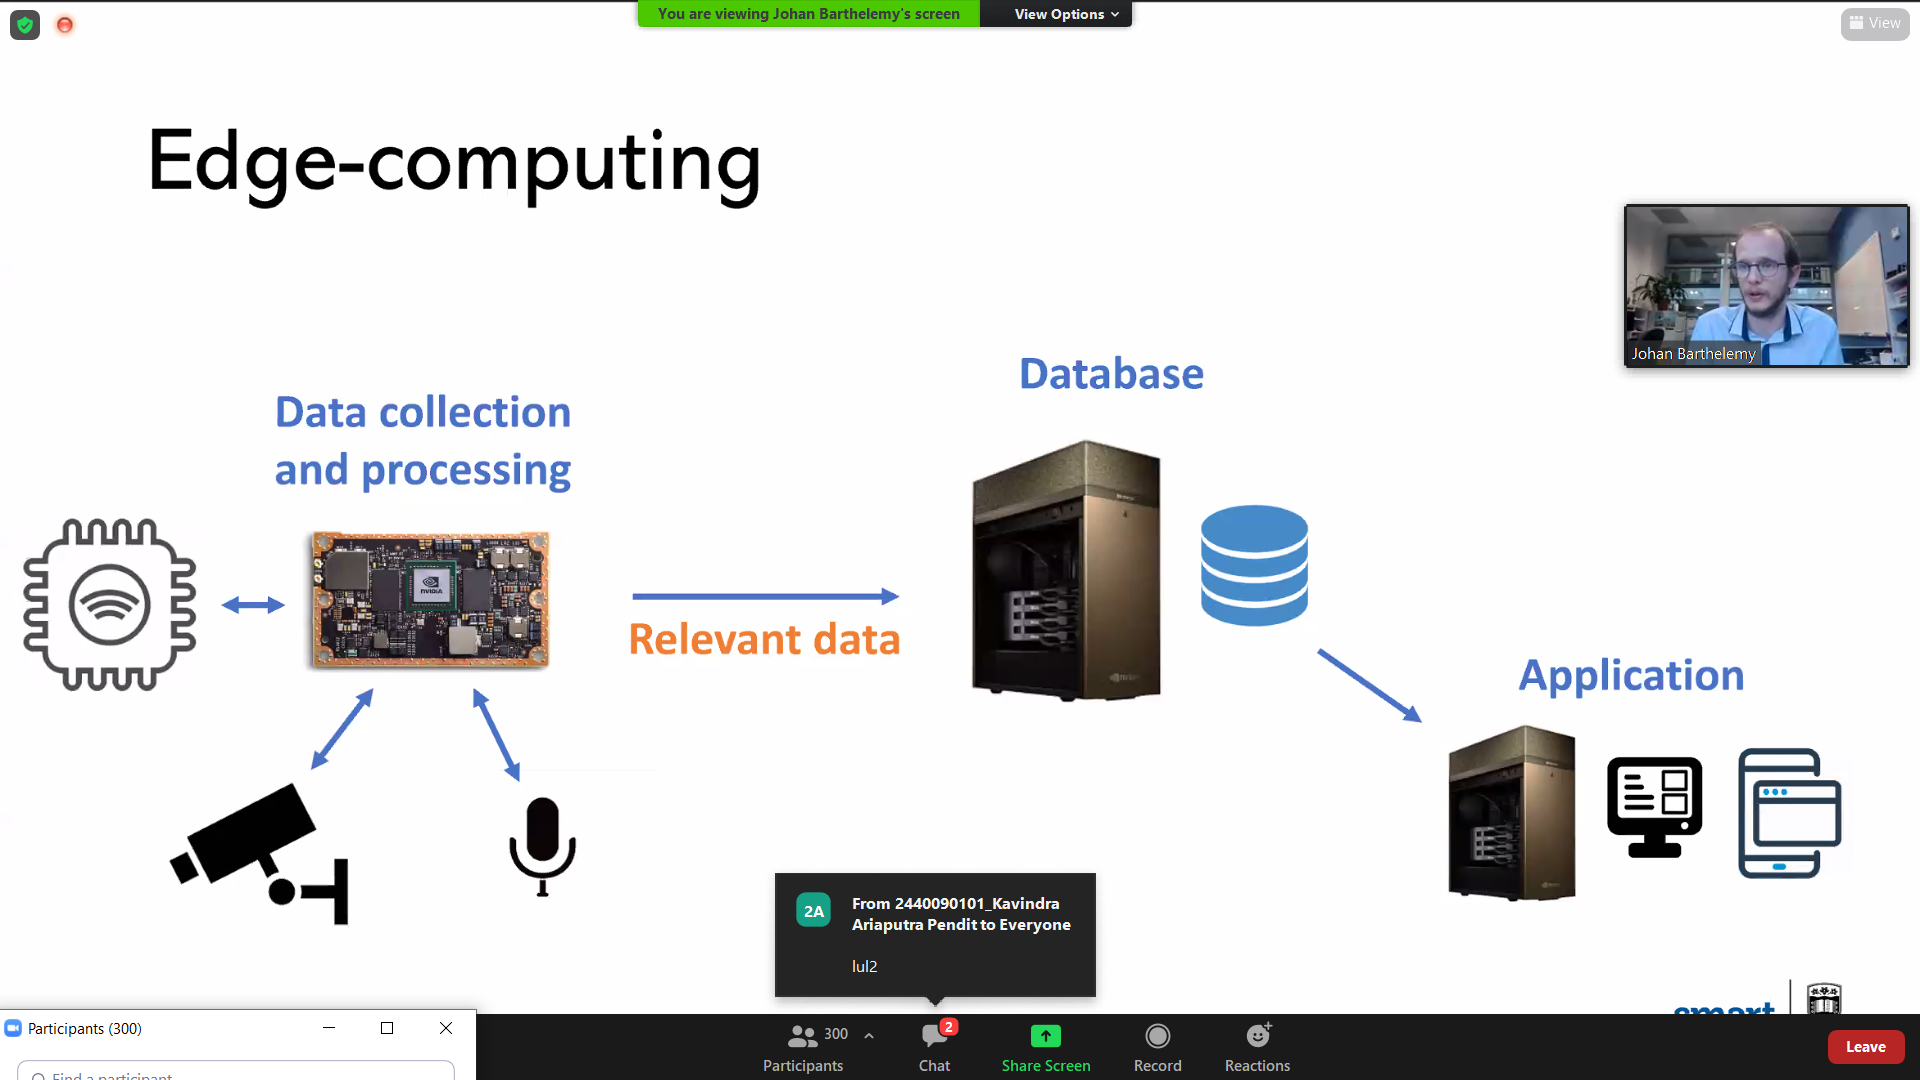 You are viewing Johan Barthelemy's screen
View Options
View
Edge-computing
Johan Barthelemy
Database
Data collection
and processing
NVIDIA
Relevant data
Application
2A
From 2440090101_Kavindra
Ariaputra Pendit to Everyone
lul2
smart
Participants (300)
Find a participant
300
2
Participants
Chat
Share Screen
Record
Reactions
Leave